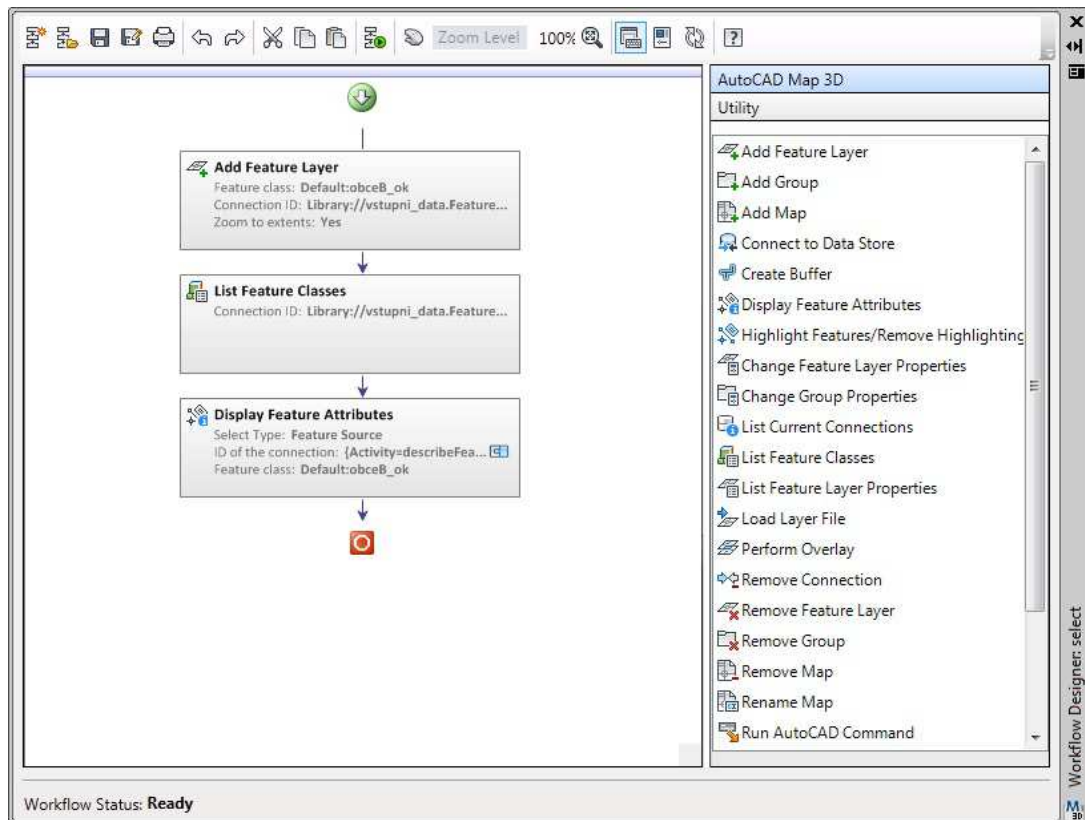 Zoom Level 100%
Add Feature Layer
Feature class: Default:obceB_ok
Connection ID: Library://vstupni_data.Feature...
Zoom to extents: Yes
List Feature Classes
Connection ID: Library://vstupni_data.Feature...
Display Feature Attributes
Select Type: Feature Source
ID of the connection: {Activity=describeFea...
Feature class: Default:obceB_ok
AutoCAD Map 3D
Utility
Add Feature Layer
Add Group
Add Map
Connect to Data Store
Create Buffer
Display Feature Attributes
Highlight Features/Remove Highlighting
Change Feature Layer Properties
Change Group Properties
List Current Connections
List Feature Classes
List Feature Layer Properties
Load Layer File
Perform Overlay
Remove Connection
Remove Feature Layer
Remove Group
Remove Map
Rename Map
Run AutoCAD Command
Workflow Designer: select
Workflow Status: Ready